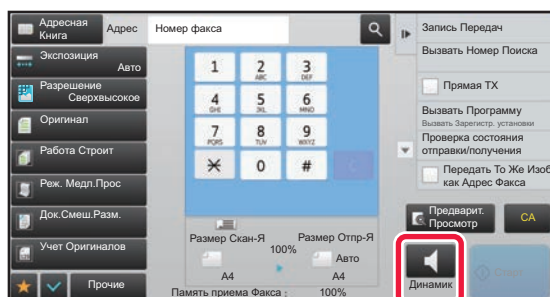 Адресная
Книга
Адрес
Номер факса
Экспозиция
Авто
Разрешение
Сверхвысокое
Оригинал
Работа Строит
Реж. Медл.Прос
Док.Смеш.Разм.
Учет Оригиналов
Прочие
1
2
ABC
3
DEF
4
GHI
5
JKL
6
MNO
7
PQRS
8
TUV
9
WXYZ
0
#
Размер Скан-Я
100%
Размер Отпр-Я
Авто
A4
A4
Память приема Факса :
100%
Запись Передач
Вызвать Номер Поиска
Прямая TX
Вызвать Программу
Вызвать Зарегистр. установки
Проверка состояния
отправки/получения
Передать То Же Изоб
как Адрес Факса
Предварит.
Просмотр
CA
Динамик
Старт